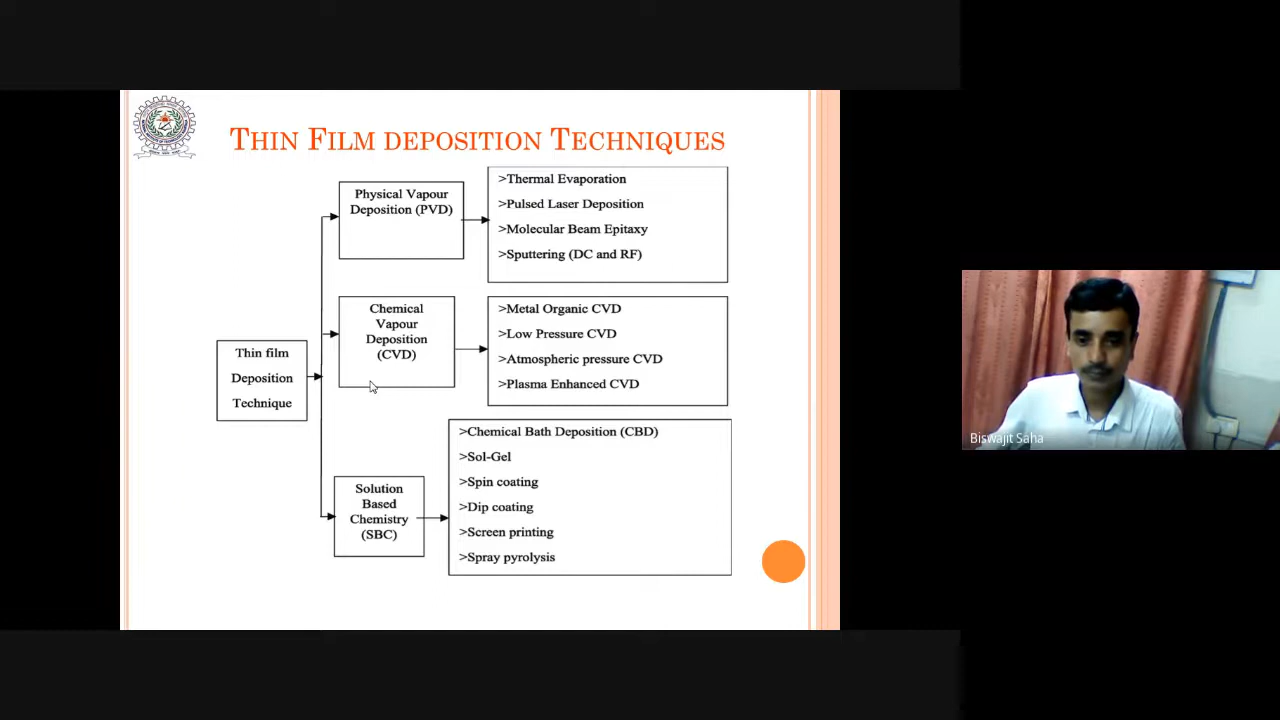 THIN FILM DEPOSITION TECHNIQUES
Physical Vapour
Deposition (PVD)
>Thermal Evaporation
>Pulsed Laser Deposition
>Molecular Beam Epitaxy
>Sputtering (DC and RF)
Chemical
Vapour
Deposition
(CVD)
>Metal Organic CVD
>Low Pressure CVD
>Atmospheric pressure CVD
>Plasma Enhanced CVD
Thin film
Deposition
Technique
Solution
Based
Chemistry
(SBC)
>Chemical Bath Deposition (CBD)
>Sol-Gel
>Spin coating
>Dip coating
>Screen printing
>Spray pyrolysis
Biswajit Saha